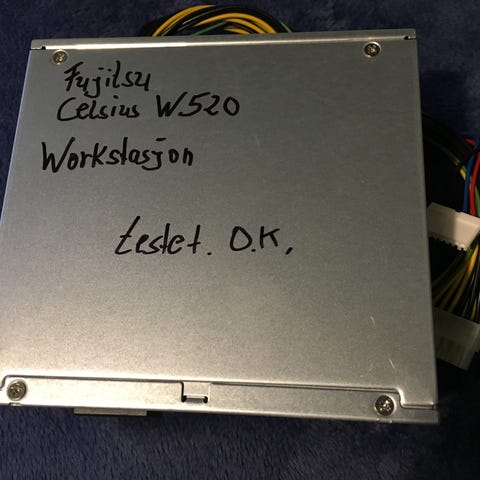 Fujitsu
Celsius W520
Workstasjon
testet. O.K.